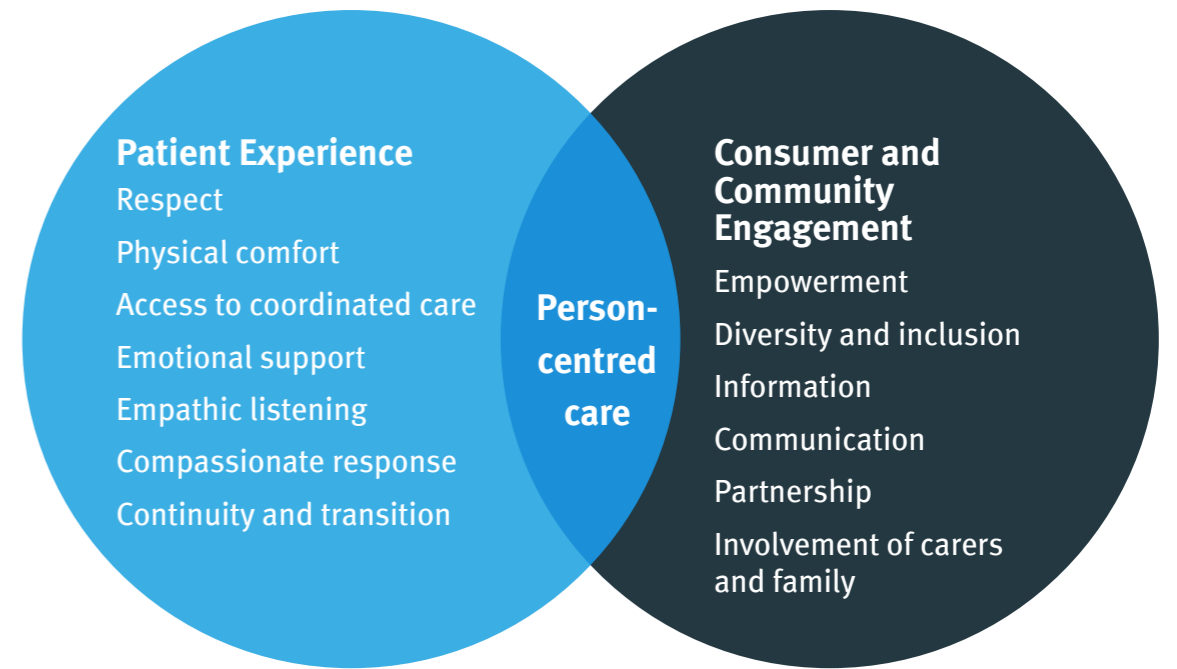 Patient Experience
Respect
Physical comfort
Access to coordinated care
Emotional support
Empathic listening
Compassionate response
Continuity and transition
Person-
centred
care
Consumer and
Community
Engagement
Empowerment
Diversity and inclusion
Information
Communication
Partnership
Involvement of carers
and family